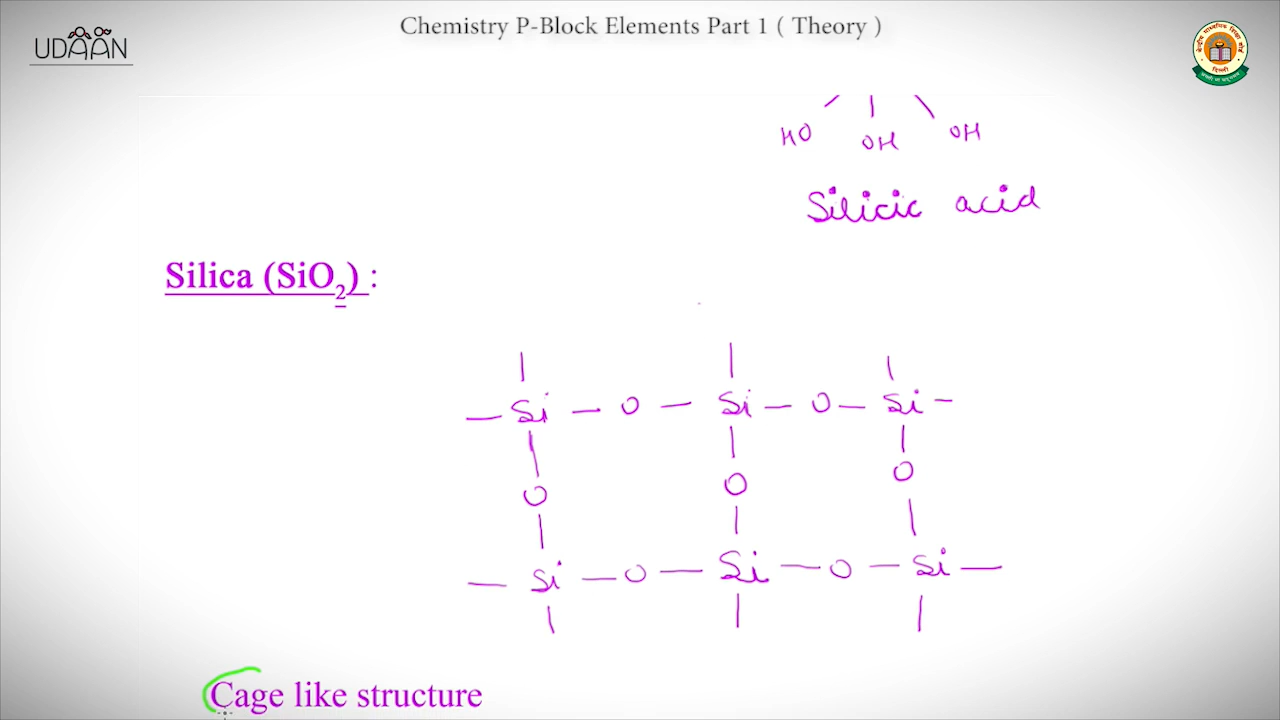 Chemistry P-Block Elements Part 1 ( Theory )
UDAAN
HO OH OH
Silicic acid
Silica (SiO2) :
– Si – O – Si – O – Si –
O O O
– Si – O – Si – O – Si –
Cage like structure